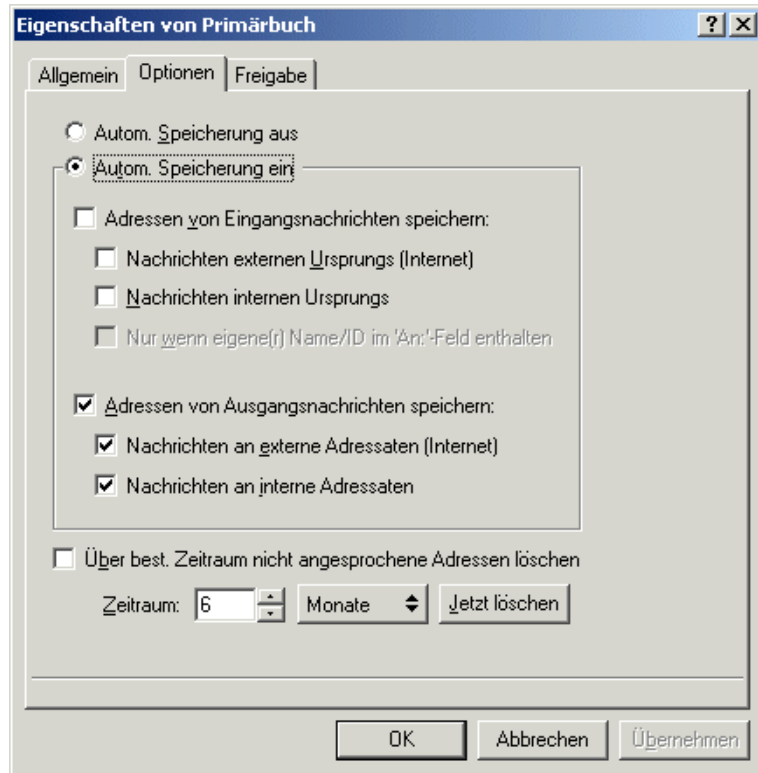 Eigenschaften von Primärbuch
Allgemein Optionen Freigabe
Autom. Speicherung aus
Autom. Speicherung ein
Adressen von Eingangsnachrichten speichern:
Nachrichten externen Ursprungs (Internet)
Nachrichten internen Ursprungs
Nur wenn eigene(r) Name/ID im 'An:'-Feld enthalten
Adressen von Ausgangsnachrichten speichern:
Nachrichten an externe Adressaten (Internet)
Nachrichten an interne Adressaten
Über best. Zeitraum nicht angesprochene Adressen löschen
Zeitraum: 6 Monate Jetzt löschen
OK Abbrechen Übernehmen